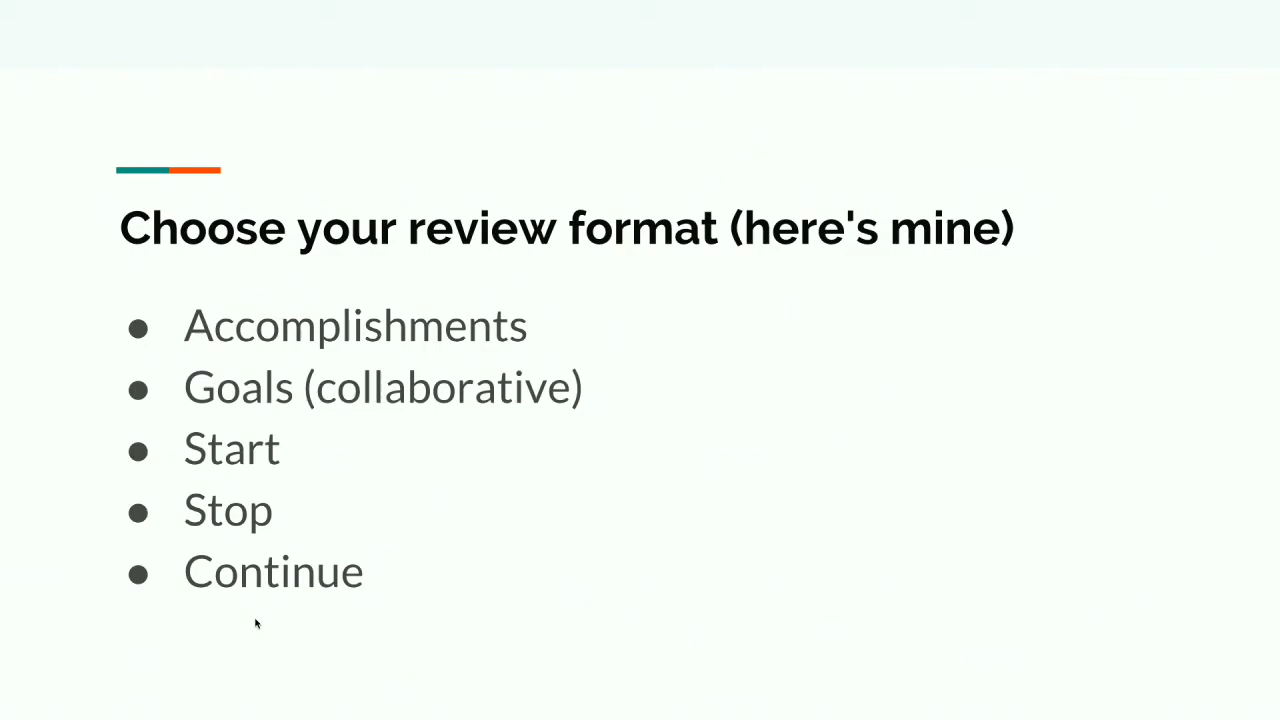 Choose your review format (here's mine)
● Accomplishments
● Goals (collaborative)
● Start
● Stop
● Continue